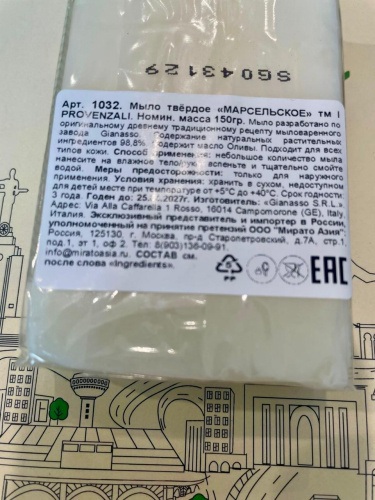 SG043129
Арт. 1032. Мыло твёрдое «МАРСЕЛЬСКОЕ» тм I
PROVENZALI. Номин. масса 150гр. Мыло разработано по
оригинальному древнему традиционному рецепту мыловаренного
завода Gianasso. Содержание натуральных растительных
ингредиентов 98,8%. Содержит масло Оливы. Подходит для всех
типов кожи. Способ применения: небольшое количество мыла
нанесите на влажное тело, вспеньте и тщательно смойте
водой. Меры предосторожности: только для наружного
применения. Условия хранения: хранить в сухом, недоступном
для детей месте при температуре от +5°C до +40°C. Срок годности:
3 года. Годен до: 2027г. Изготовитель: «Gianasso S.R.L.»
Адрес: Via Alla Caffarella 1 Rosso, 16014 Campomorone (GE), Italy,
Италия. Эксклюзивный представитель и импортер в России,
уполномоченный на принятие претензий ООО "Мирато Азия":
Россия, 125130 г. Москва, пр-д Старопетровский, д.7А, стр.1,
под.1, эт 1, оф 2. Тел: 8(903)136-09-91.
info@miratoasia.ru. СОСТАВ см.
после слова «Ingredients».
5
PP
EAC